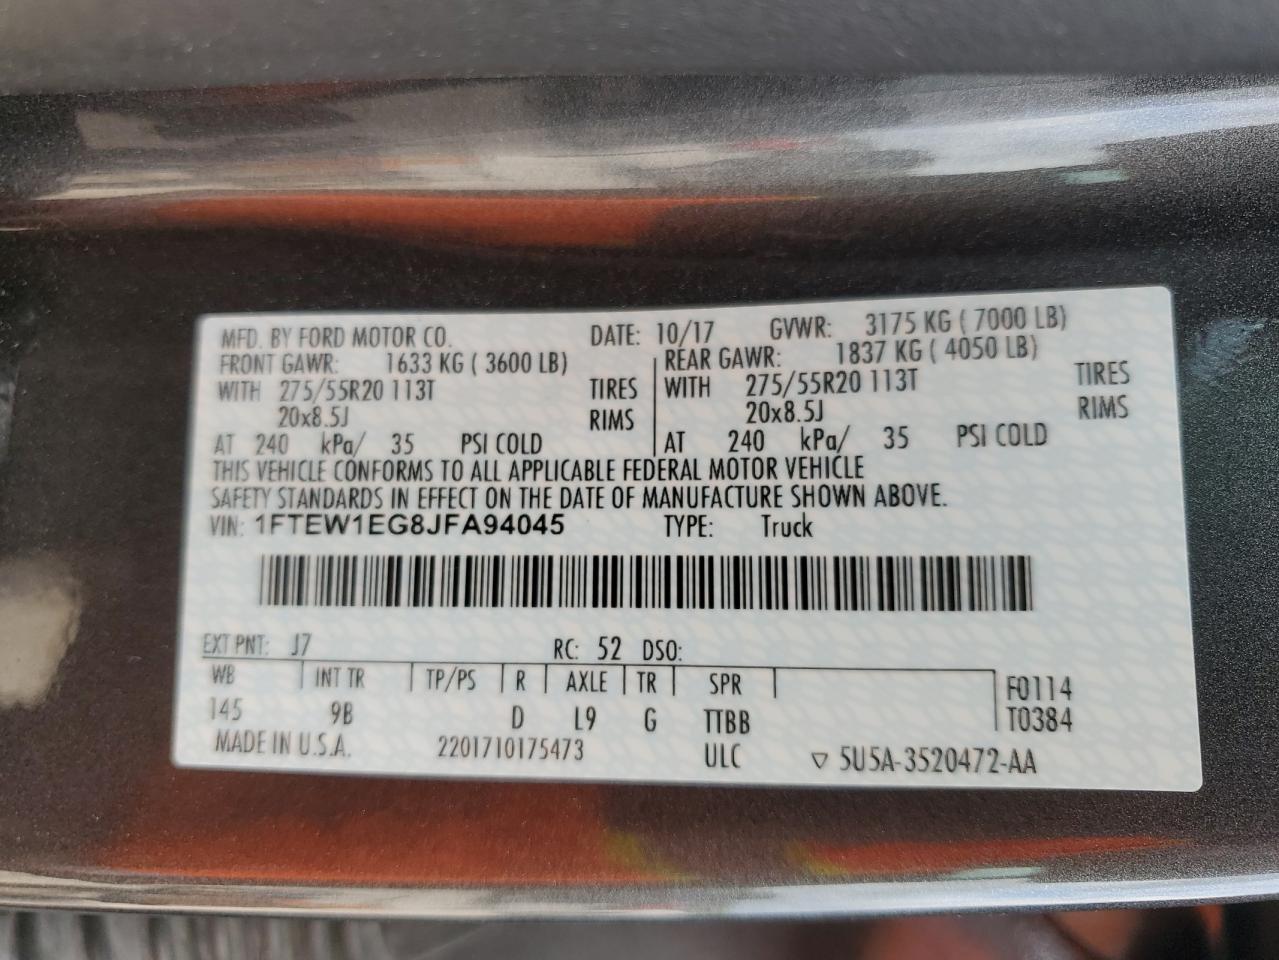 MFD. BY FORD MOTOR CO. DATE: 10/17 GVWR: 3175 KG ( 7000 LB)
FRONT GAWR: 1633 KG ( 3600 LB) REAR GAWR: 1837 KG ( 4050 LB)
WITH 275/55R20 113T TIRES WITH 275/55R20 113T TIRES
20x8.5J RIMS 20x8.5J RIMS
AT 240 kPa/ 35 PSI COLD AT 240 kPa/ 35 PSI COLD
THIS VEHICLE CONFORMS TO ALL APPLICABLE FEDERAL MOTOR VEHICLE
SAFETY STANDARDS IN EFFECT ON THE DATE OF MANUFACTURE SHOWN ABOVE.
VIN: 1FTEW1EG8JFA94045 TYPE: Truck
EXT PNT: J7 RC: 52 DSO:
WB INT TR TP/PS R AXLE TR SPR F0114
145 9B D L9 G TTBB T0384
MADE IN U.S.A. 2201710175473 ULC ▽ 5U5A-3520472-AA